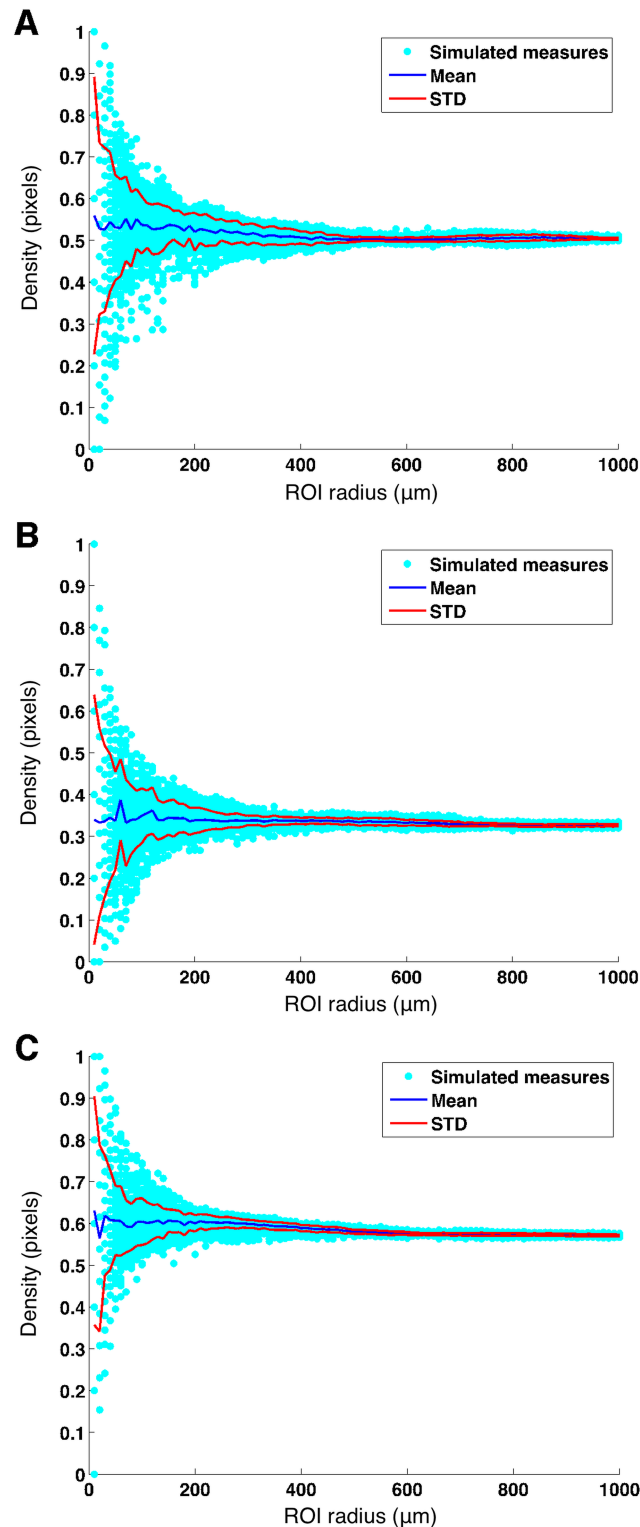 A
Simulated measures
Mean
STD
Density (pixels)
1
0.9
0.8
0.7
0.6
0.5
0.4
0.3
0.2
0.1
0
0 200 400 600 800 1000
ROI radius (µm)
B
Simulated measures
Mean
STD
Density (pixels)
1
0.9
0.8
0.7
0.6
0.5
0.4
0.3
0.2
0.1
0
0 200 400 600 800 1000
ROI radius (µm)
C
Simulated measures
Mean
STD
Density (pixels)
1
0.9
0.8
0.7
0.6
0.5
0.4
0.3
0.2
0.1
0
0 200 400 600 800 1000
ROI radius (µm)